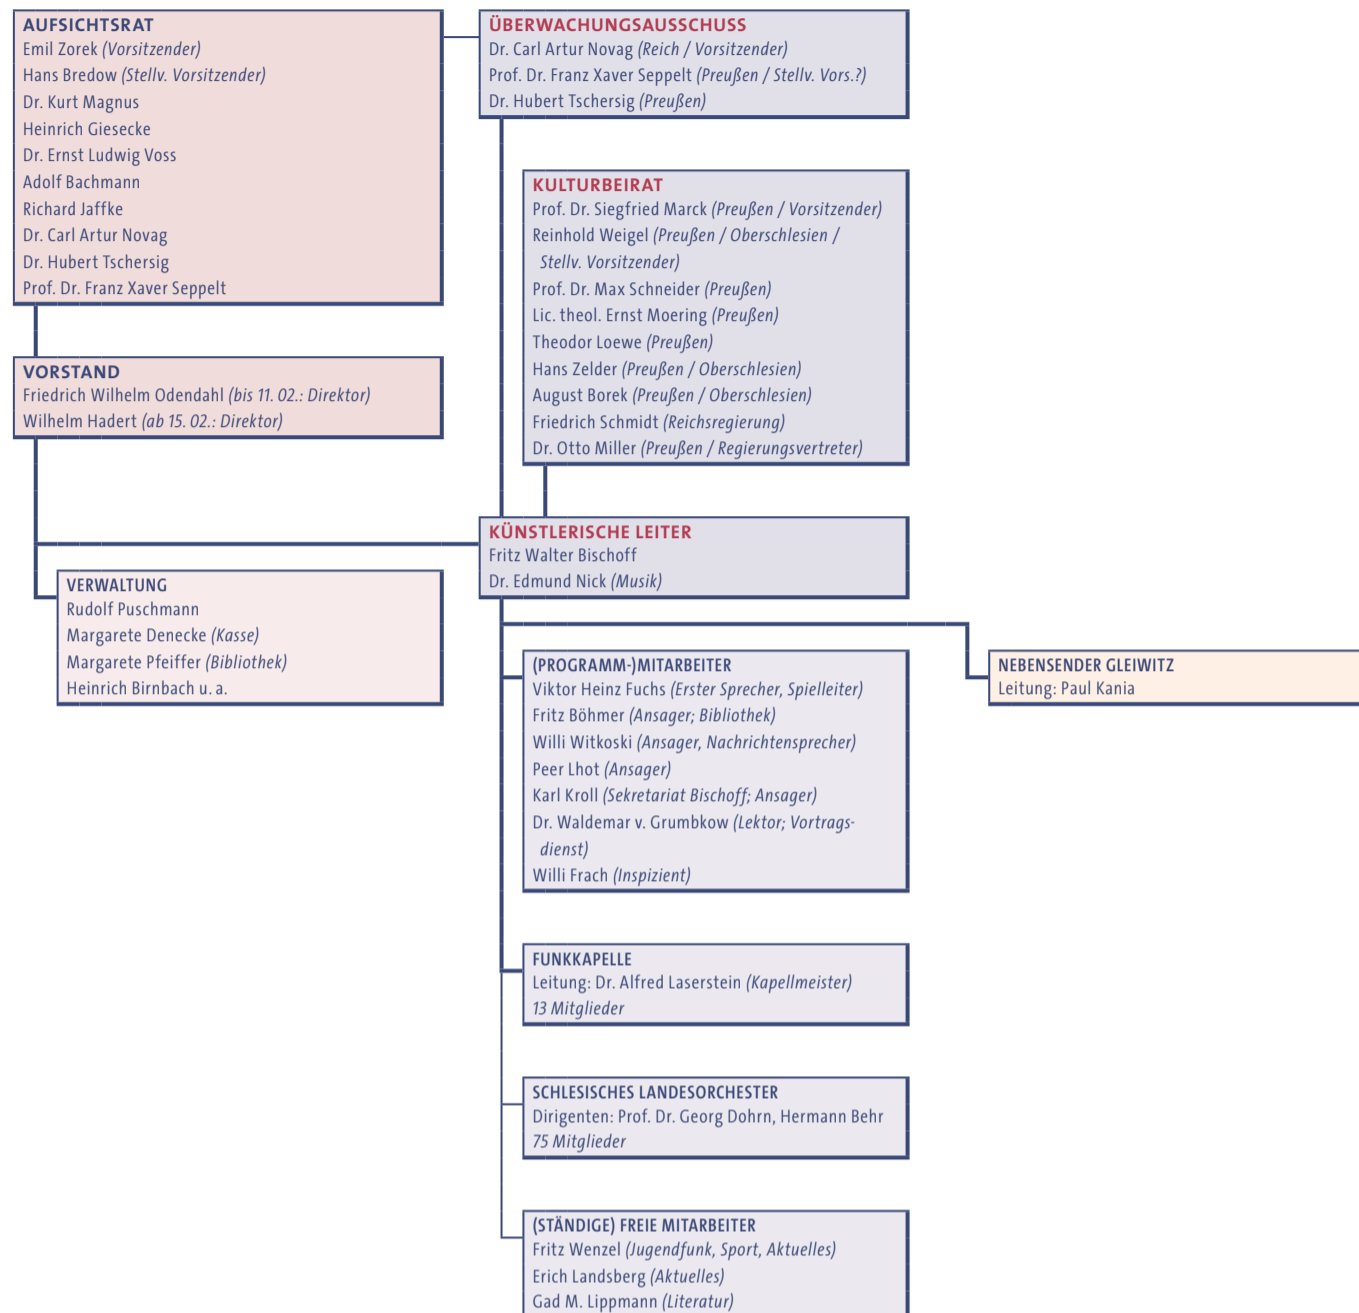 AUFSICHTSRAT
Emil Zorek (Vorsitzender)
Hans Bredow (Stellv. Vorsitzender)
Dr. Kurt Magnus
Heinrich Giesecke
Dr. Ernst Ludwig Voss
Adolf Bachmann
Richard Jaffke
Dr. Carl Artur Novag
Dr. Hubert Tschersig
Prof. Dr. Franz Xaver Seppelt
ÜBERWACHUNGSAUSSCHUSS
Dr. Carl Artur Novag (Reich / Vorsitzender)
Prof. Dr. Franz Xaver Seppelt (Preußen / Stellv. Vors.?)
Dr. Hubert Tschersig (Preußen)
KULTURBEIRAT
Prof. Dr. Siegfried Marck (Preußen / Vorsitzender)
Reinhold Weigel (Preußen / Oberschlesien /
Stellv. Vorsitzender)
Prof. Dr. Max Schneider (Preußen)
Lic. theol. Ernst Moering (Preußen)
Theodor Loewe (Preußen)
Hans Zelder (Preußen / Oberschlesien)
August Borek (Preußen / Oberschlesien)
Friedrich Schmidt (Reichsregierung)
Dr. Otto Miller (Preußen / Regierungsvertreter)
VORSTAND
Friedrich Wilhelm Odendahl (bis 11. 02.: Direktor)
Wilhelm Hadert (ab 15. 02.: Direktor)
KÜNSTLERISCHE LEITER
Fritz Walter Bischoff
Dr. Edmund Nick (Musik)
VERWALTUNG
Rudolf Puschmann
Margarete Denecke (Kasse)
Margarete Pfeiffer (Bibliothek)
Heinrich Birnbach u. a.
(PROGRAMM-)MITARBEITER
Viktor Heinz Fuchs (Erster Sprecher, Spielleiter)
Fritz Böhmer (Ansager; Bibliothek)
Willi Witkoski (Ansager, Nachrichtensprecher)
Peer Lhot (Ansager)
Karl Kroll (Sekretariat Bischoff; Ansager)
Dr. Waldemar v. Grumbkow (Lektor; Vortrags-
dienst)
Willi Frach (Inspizient)
NEBENSENDER GLEIWITZ
Leitung: Paul Kania
FUNKKAPELLE
Leitung: Dr. Alfred Laserstein (Kapellmeister)
13 Mitglieder
SCHLESISCHES LANDESORCHESTER
Dirigenten: Prof. Dr. Georg Dohrn, Hermann Behr
75 Mitglieder
(STÄNDIGE) FREIE MITARBEITER
Fritz Wenzel (Jugendfunk, Sport, Aktuelles)
Erich Landsberg (Aktuelles)
Gad M. Lippmann (Literatur)